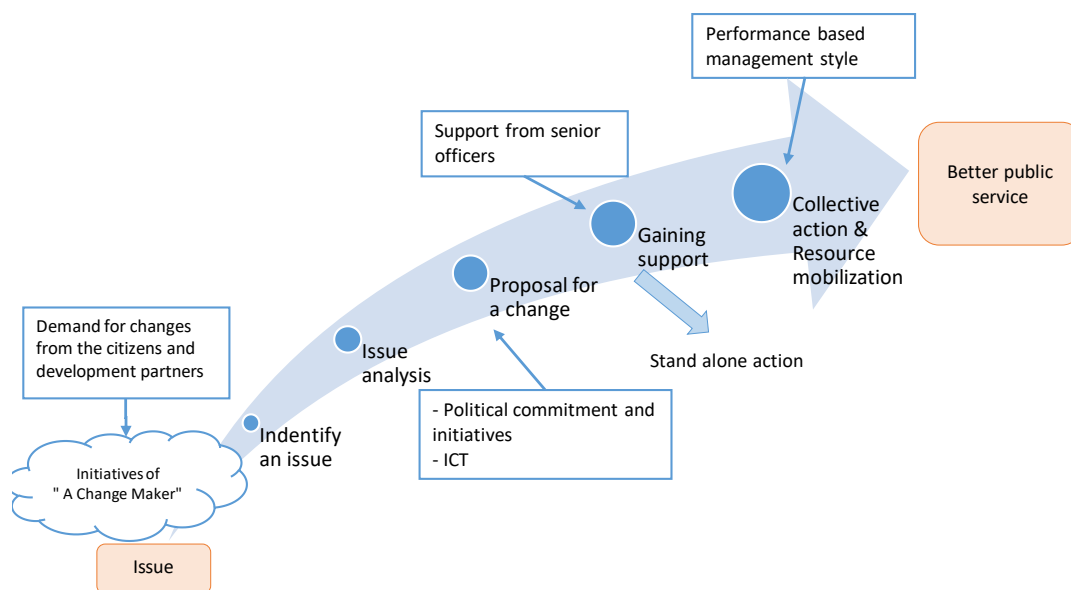 Performance based
management style
Support from senior
officers
Better public
service
Collective
action &
Resource
mobilization
Gaining
support
Proposal for
a change
Demand for changes
from the citizens and
development partners
Issue
analysis
Stand alone action
- Political commitment and
initiatives
- ICT
Indentify
an issue
Initiatives of
" A Change Maker"
Issue